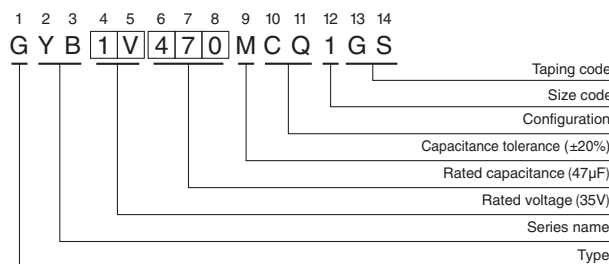 1 2 3 4 5 6 7 8 9 10 11 12 13 14
G Y B 1 V 4 7 0 M C Q 1 G S
Taping code
Size code
Configuration
Capacitance tolerance (±20%)
Rated capacitance (47µF)
Rated voltage (35V)
Series name
Type